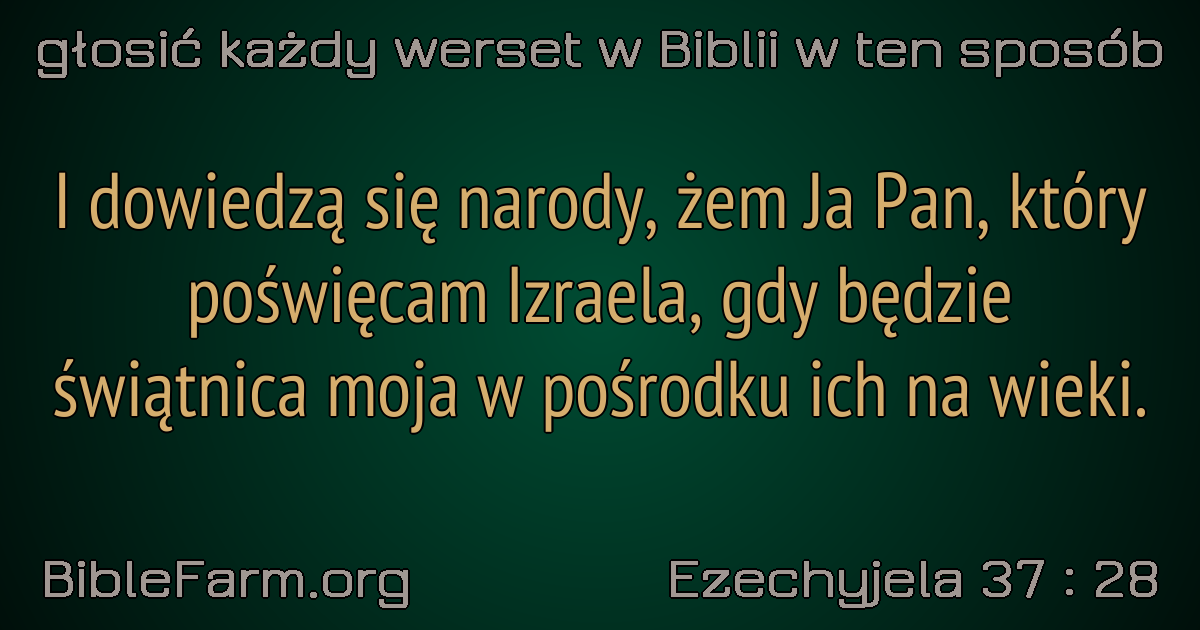 głosić każdy werset w Biblii w ten sposób
I dowiedzą się narody, żem Ja Pan, który
poświęcam Izraela, gdy będzie
świątnica moja w pośrodku ich na wieki.
BibleFarm.org
Ezechyjela 37 : 28